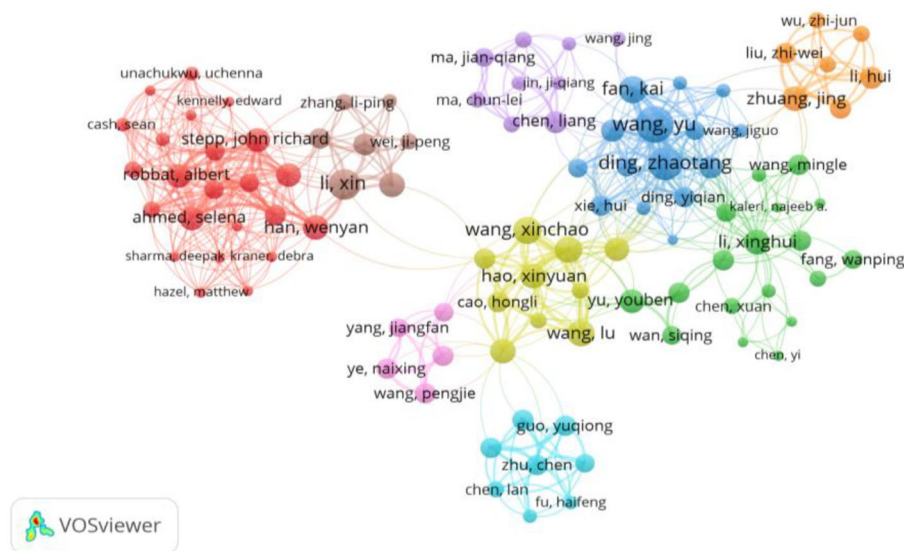 wu, zhi-jun
wang, jing
liu, zhi-wei
ma, jian-qiang
unachukwu, uchenna
zhang, li-ping
jin, ji-qiang
li, hui
kennelly, edward
fan, kai
zhuang, jing
ma, chun-lei
cash, sean
chen, liang
wang, yu
wang, jiguo
stepp, john richard
wei, ji-peng
ding, zhaotang
wang, mingle
robbat, albert
li, xin
ding, yiqian
xie, hui
kaleri, najeeb a.
ahmed, selena
han, wenyan
wang, xinchao
li, xinghui
sharma, deepak
kraner, debra
fang, wanping
hao, xinyuan
hazel, matthew
cao, hongli
yu, youben
chen, xuan
yang, jiangfan
wang, lu
wan, siqing
chen, yi
ye, naixing
wang, pengjie
guo, yuqiong
zhu, chen
chen, lan
fu, haifeng
VOSviewer